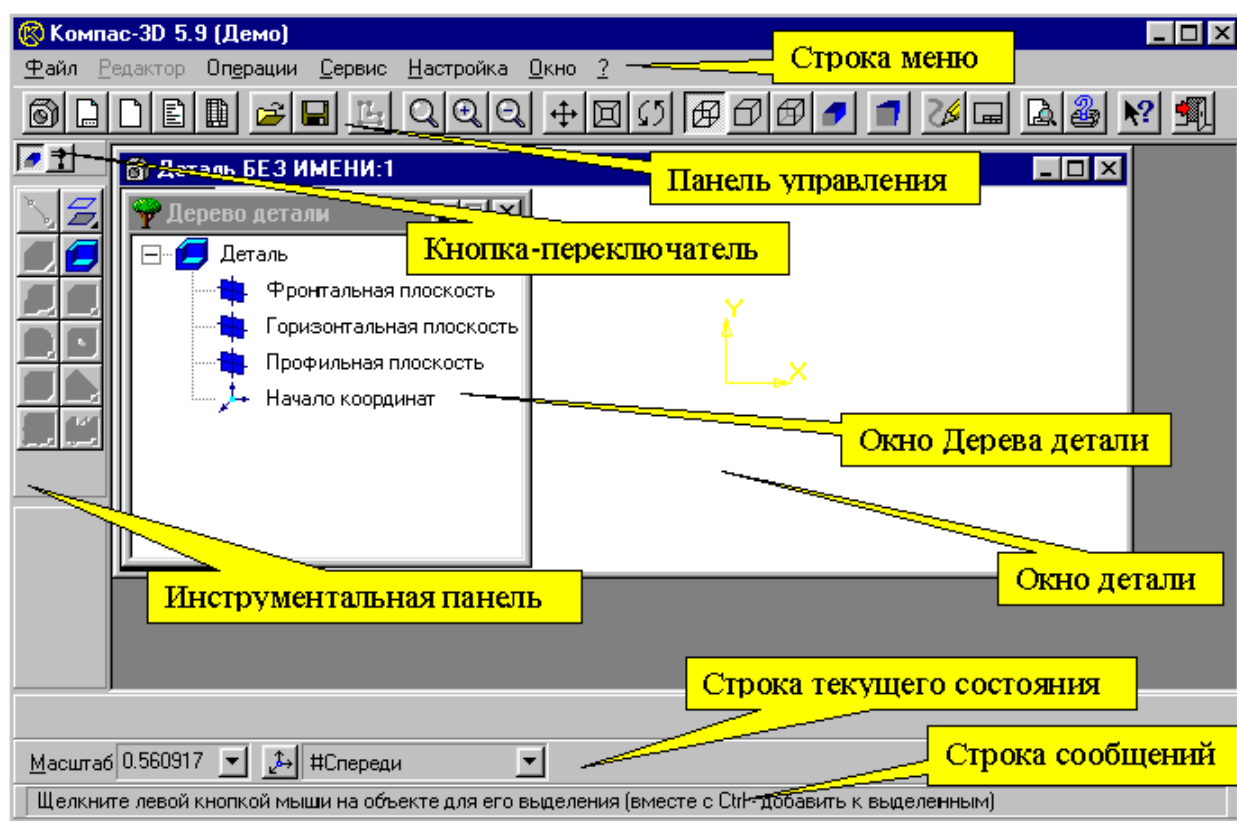 Компас-3D 5.9 (Демо)
Файл Редактор Операции Сервис Настройка Окно ?
Строка меню
Деталь БЕЗ ИМЕНИ:1
Панель управления
Дерево детали
Кнопка-переключатель
Деталь
Фронтальная плоскость
Горизонтальная плоскость
Профильная плоскость
Начало координат
Y
X
Окно Дерева детали
Окно детали
Инструментальная панель
Строка текущего состояния
Масштаб 0.560917 #Спереди
Строка сообщений
Щелкните левой кнопкой мыши на объекте для его выделения (вместе с Ctrl - добавить к выделенным)